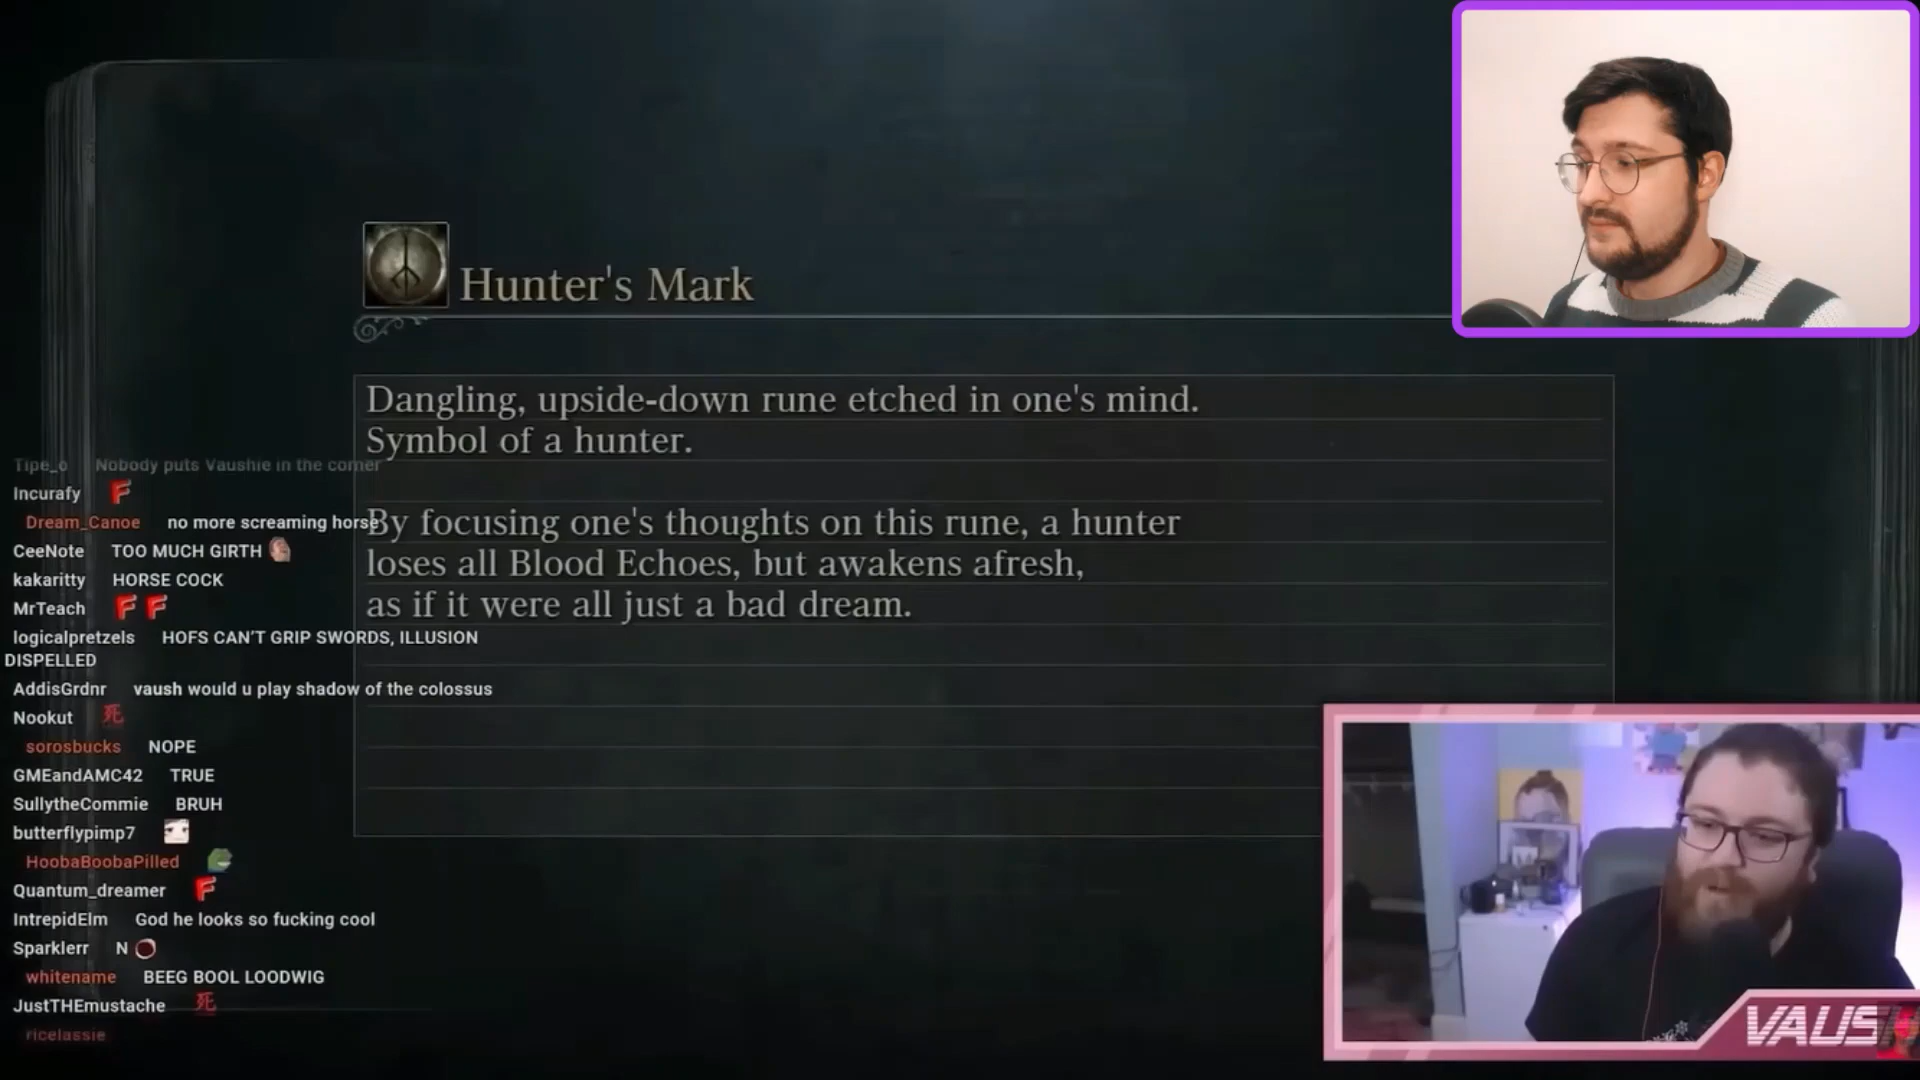 Hunter's Mark
Dangling, upside-down rune etched in one's mind.
Symbol of a hunter.
By focusing one's thoughts on this rune, a hunter
loses all Blood Echoes, but awakens afresh,
as if it were all just a bad dream.
Tipe_o Nobody puts Vaushie in the corner
Incurafy F
Dream_Canoe no more screaming horse
CeeNote TOO MUCH GIRTH
kakaritty HORSE COCK
MrTeach F F
logicalpretzels HOFS CAN'T GRIP SWORDS, ILLUSION
DISPELLED
AddisGrdnr vaush would u play shadow of the colossus
Nookut 死
sorosbucks NOPE
GMEandAMC42 TRUE
SullytheCommie BRUH
butterflypimp7
HoobaBoobaPilled
Quantum_dreamer F
IntrepidElm God he looks so fucking cool
Sparklerr N
whitename BEEG BOOL LOODWIG
JustTHEmustache 死
ricelassie
VAUSH